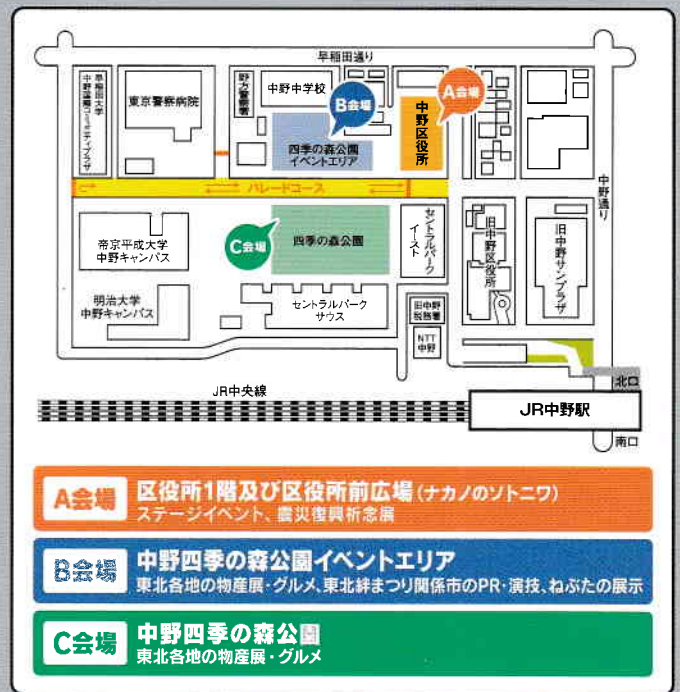 早稲田通り
早稲田大学
中野国際コミュニティプラザ
東京警察病院
野方警察署
中野中学校
B会場
A会場
中野区役所
四季の森公園
イベントエリア
パレードコース
中野通り
帝京平成大学
中野キャンパス
C会場
四季の森公園
セントラルパーク
イースト
旧中野区役所
旧中野サンプラザ
明治大学
中野キャンパス
セントラルパーク
サウス
旧中野
税務署
NTT
中野
北口
JR中央線
JR中野駅
南口
A会場 区役所1階及び区役所前広場(ナカノのソトニワ)
ステージイベント、震災復興祈念展
B会場 中野四季の森公園イベントエリア
東北各地の物産展・グルメ、東北絆まつり関係市のPR・演技、ねぶたの展示
C会場 中野四季の森公園
東北各地の物産展・グルメ